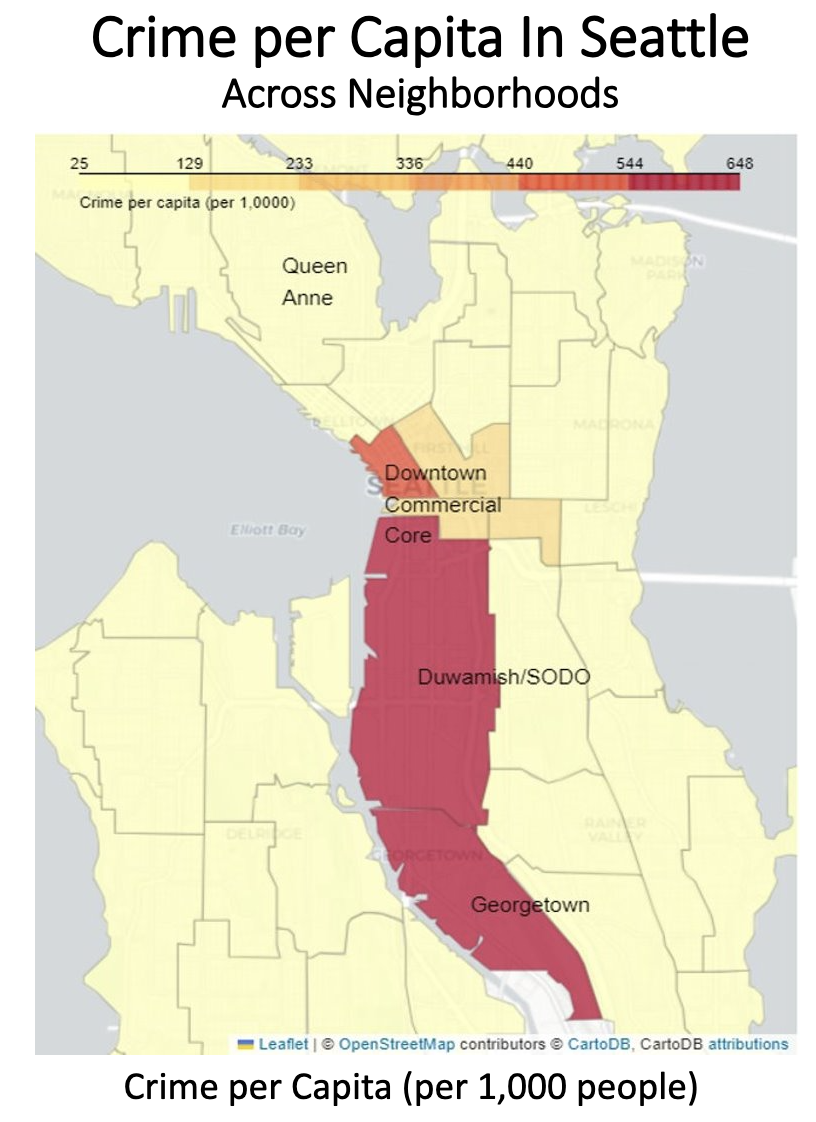 Crime per Capita In Seattle
Across Neighborhoods
25 129 233 336 440 544 648
Crime per capita (per 1,0000)
Queen
Anne
MADISON
PARK
BELLTOWN
MADRONA
FIRST HILL
Downtown
SEATTLE
Commercial
LESCHI
Elliott Bay
Core
Duwamish/SODO
RAINIER
VALLEY
DELRIDGE
GEORGETOWN
Georgetown
Leaflet | © OpenStreetMap contributors © CartoDB, CartoDB attributions
Crime per Capita (per 1,000 people)